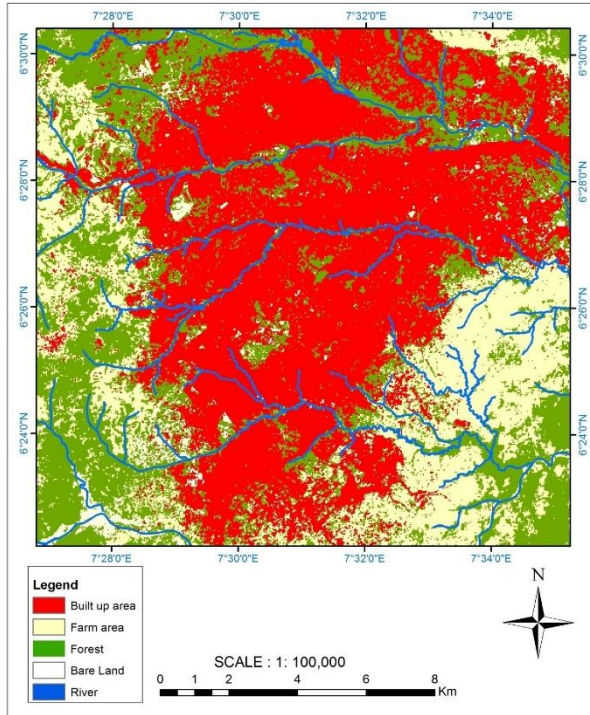 7°28'0"E 7°30'0"E 7°32'0"E 7°34'0"E
6°30'0"N 6°30'0"N
6°28'0"N 6°28'0"N
6°26'0"N 6°26'0"N
6°24'0"N 6°24'0"N
7°28'0"E 7°30'0"E 7°32'0"E 7°34'0"E
Legend
Built up area
Farm area
Forest
Bare Land
River
N
SCALE : 1: 100,000
0 1 2 4 6 8
Km